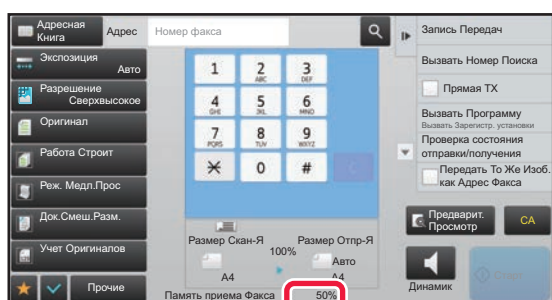 Адресная
Книга
Адрес
Номер факса
Экспозиция
Авто
Разрешение
Сверхвысокое
Оригинал
Работа Строит
Реж. Медл.Прос
Док.Смеш.Разм.
Учет Оригиналов
Прочие
1
2
ABC
3
DEF
4
GHI
5
JKL
6
MNO
7
PQRS
8
TUV
9
WXYZ
0
#
C
Размер Скан-Я
100%
Размер Отпр-Я
Авто
A4
A4
Память приема Факса
50%
Запись Передач
Вызвать Номер Поиска
Прямая TX
Вызвать Программу
Вызвать Зарегистр. установки
Проверка состояния
отправки/получения
Передать То Же Изоб.
как Адрес Факса
Предварит.
Просмотр
CA
Динамик
Старт